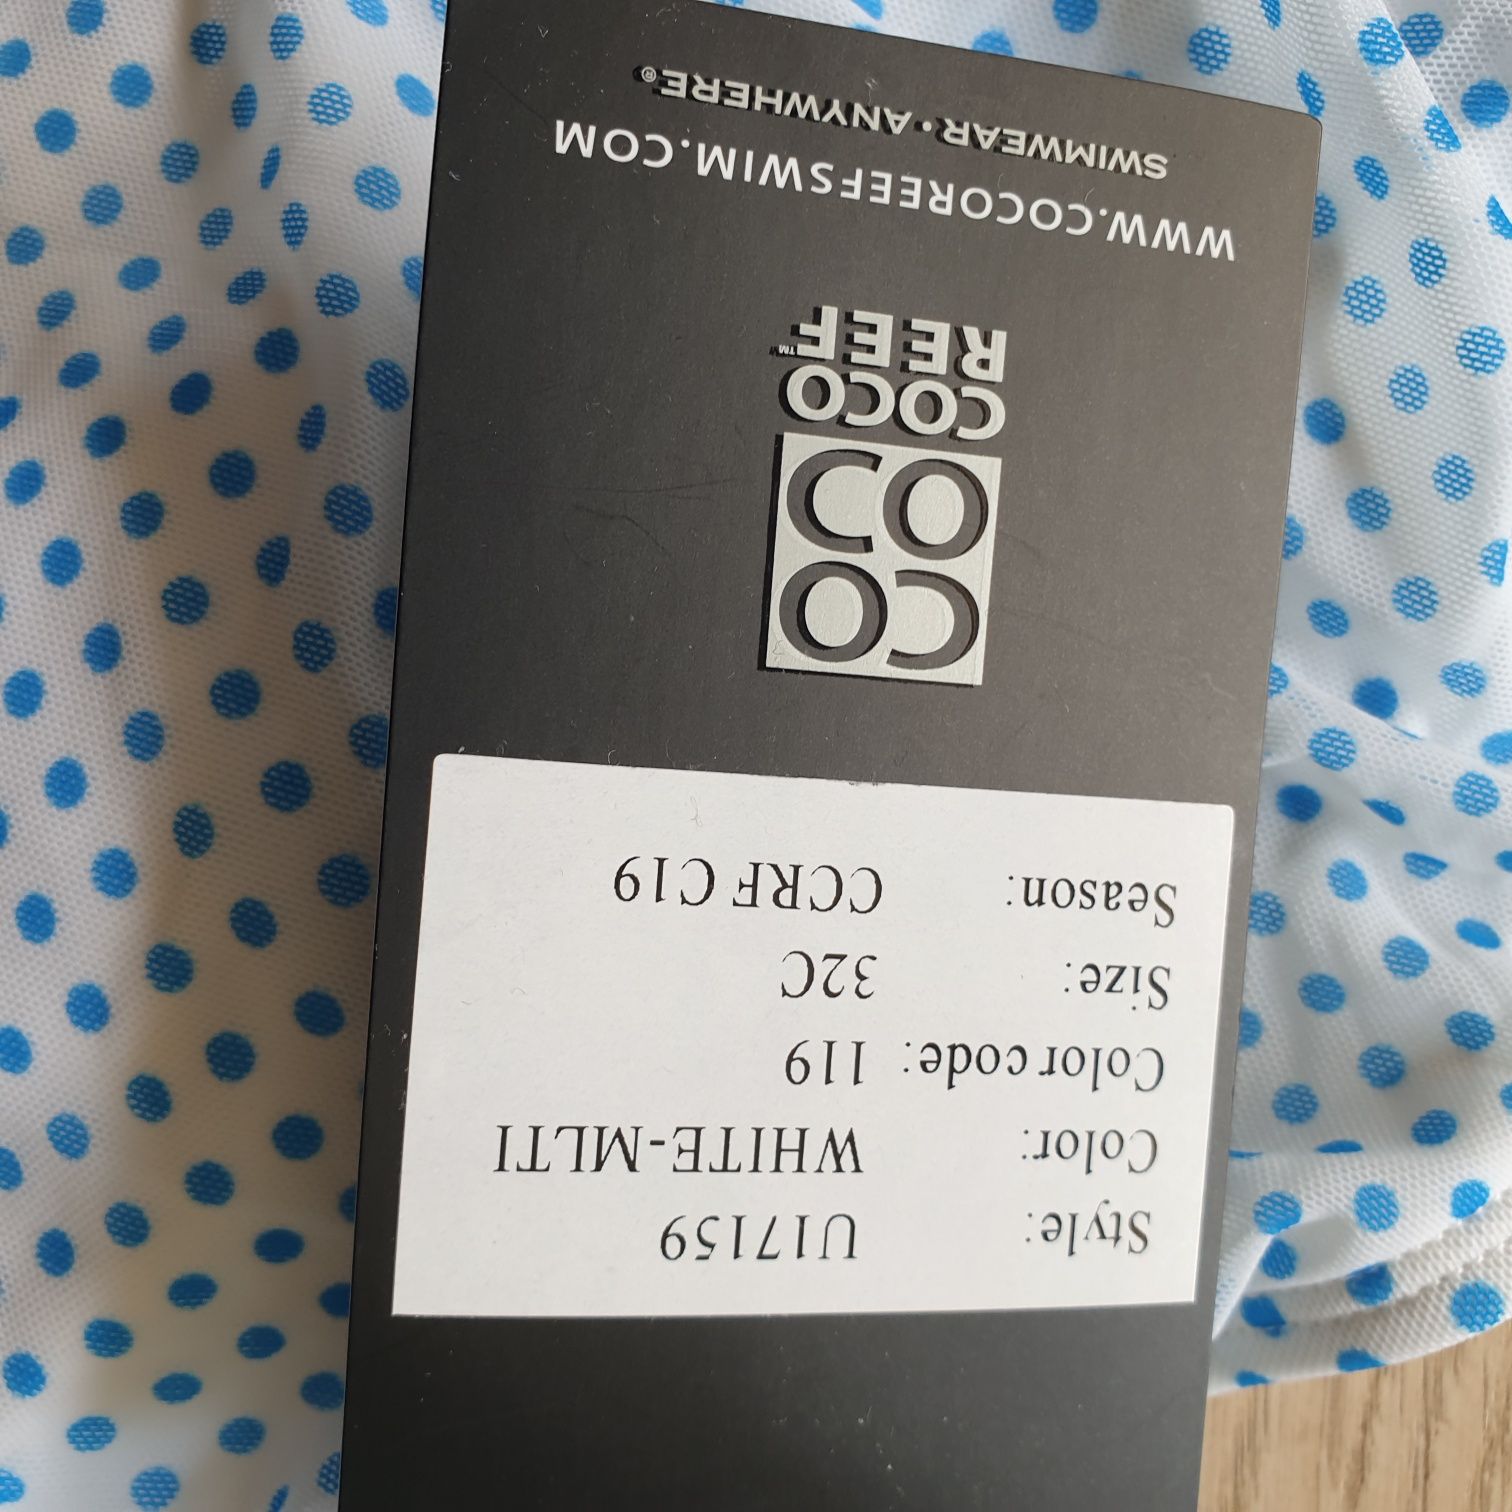 Style: U17159
Color: WHITE-MLTI
Color code: 119
Size: 32C
Season: CCRF C19
CO
CO
COCO
REEF™
WWW.COCOREEFSWIM.COM
SWIMWEAR·ANYWHERE®